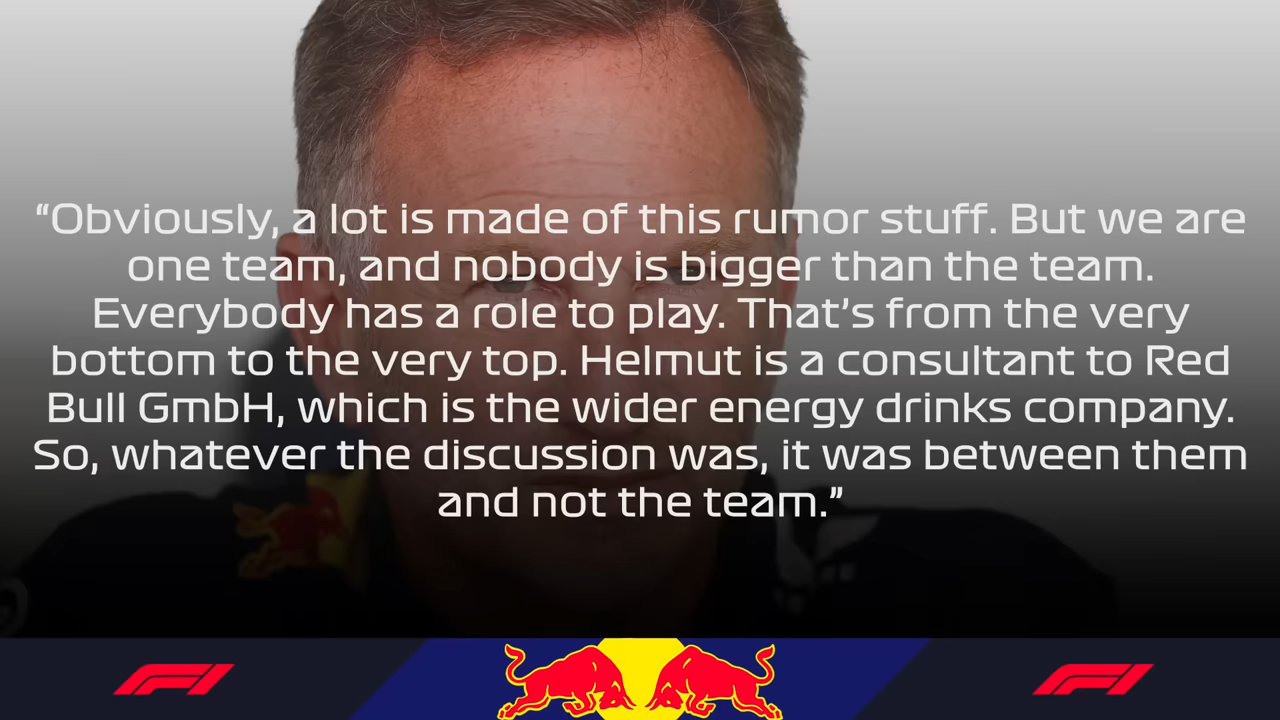 “Obviously, a lot is made of this rumor stuff. But we are
one team, and nobody is bigger than the team.
Everybody has a role to play. That’s from the very
bottom to the very top. Helmut is a consultant to Red
Bull GmbH, which is the wider energy drinks company.
So, whatever the discussion was, it was between them
and not the team.”
F1 F1